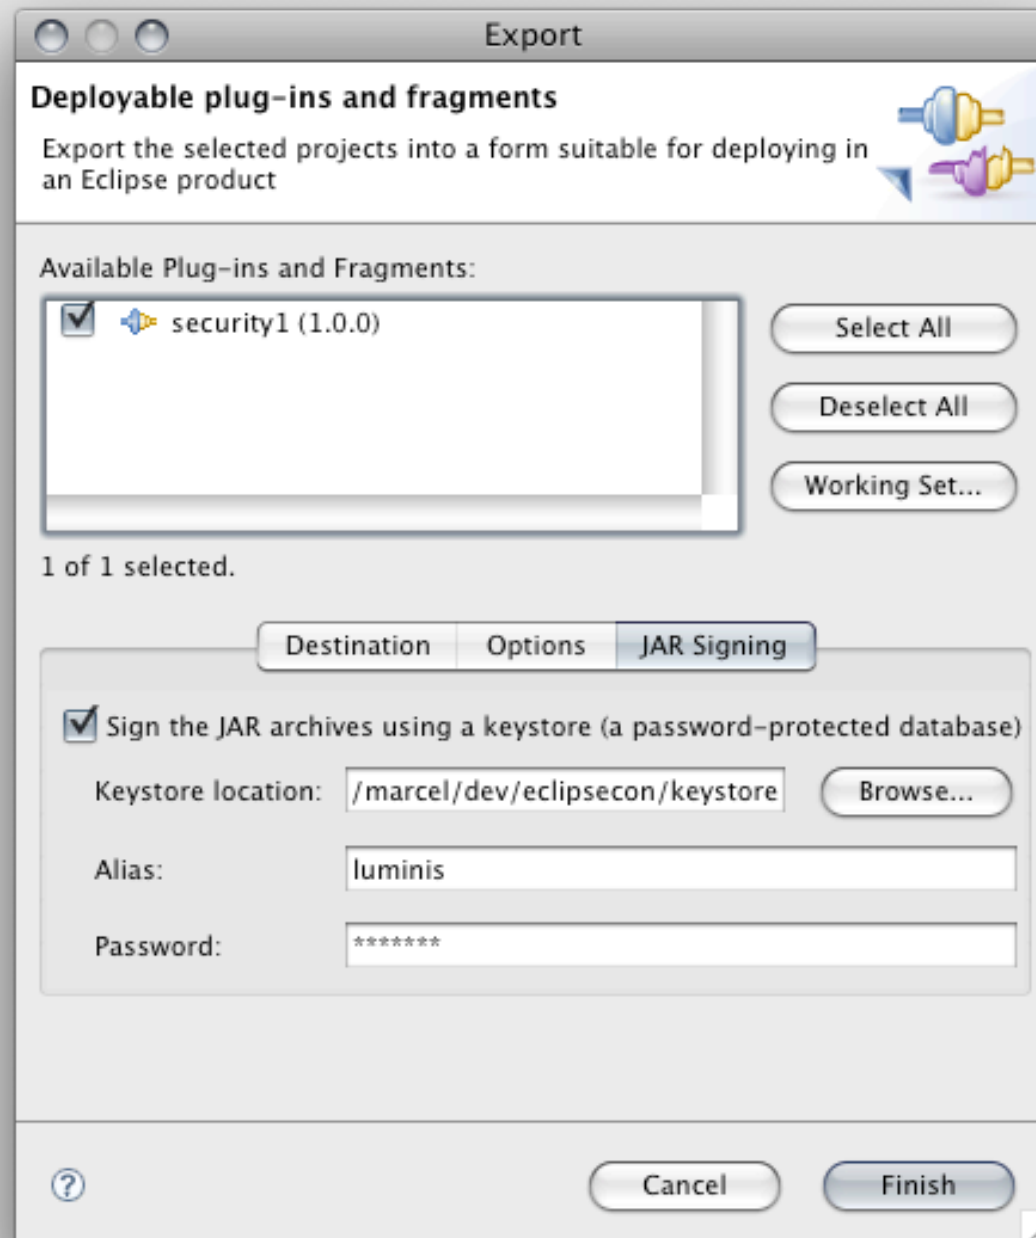 Export
Deployable plug-ins and fragments
Export the selected projects into a form suitable for deploying in
an Eclipse product
Available Plug-ins and Fragments:
security1 (1.0.0)
Select All
Deselect All
Working Set...
1 of 1 selected.
Destination Options JAR Signing
Sign the JAR archives using a keystore (a password-protected database)
Keystore location: /marcel/dev/eclipsecon/keystore Browse...
Alias: luminis
Password: *******
? Cancel Finish